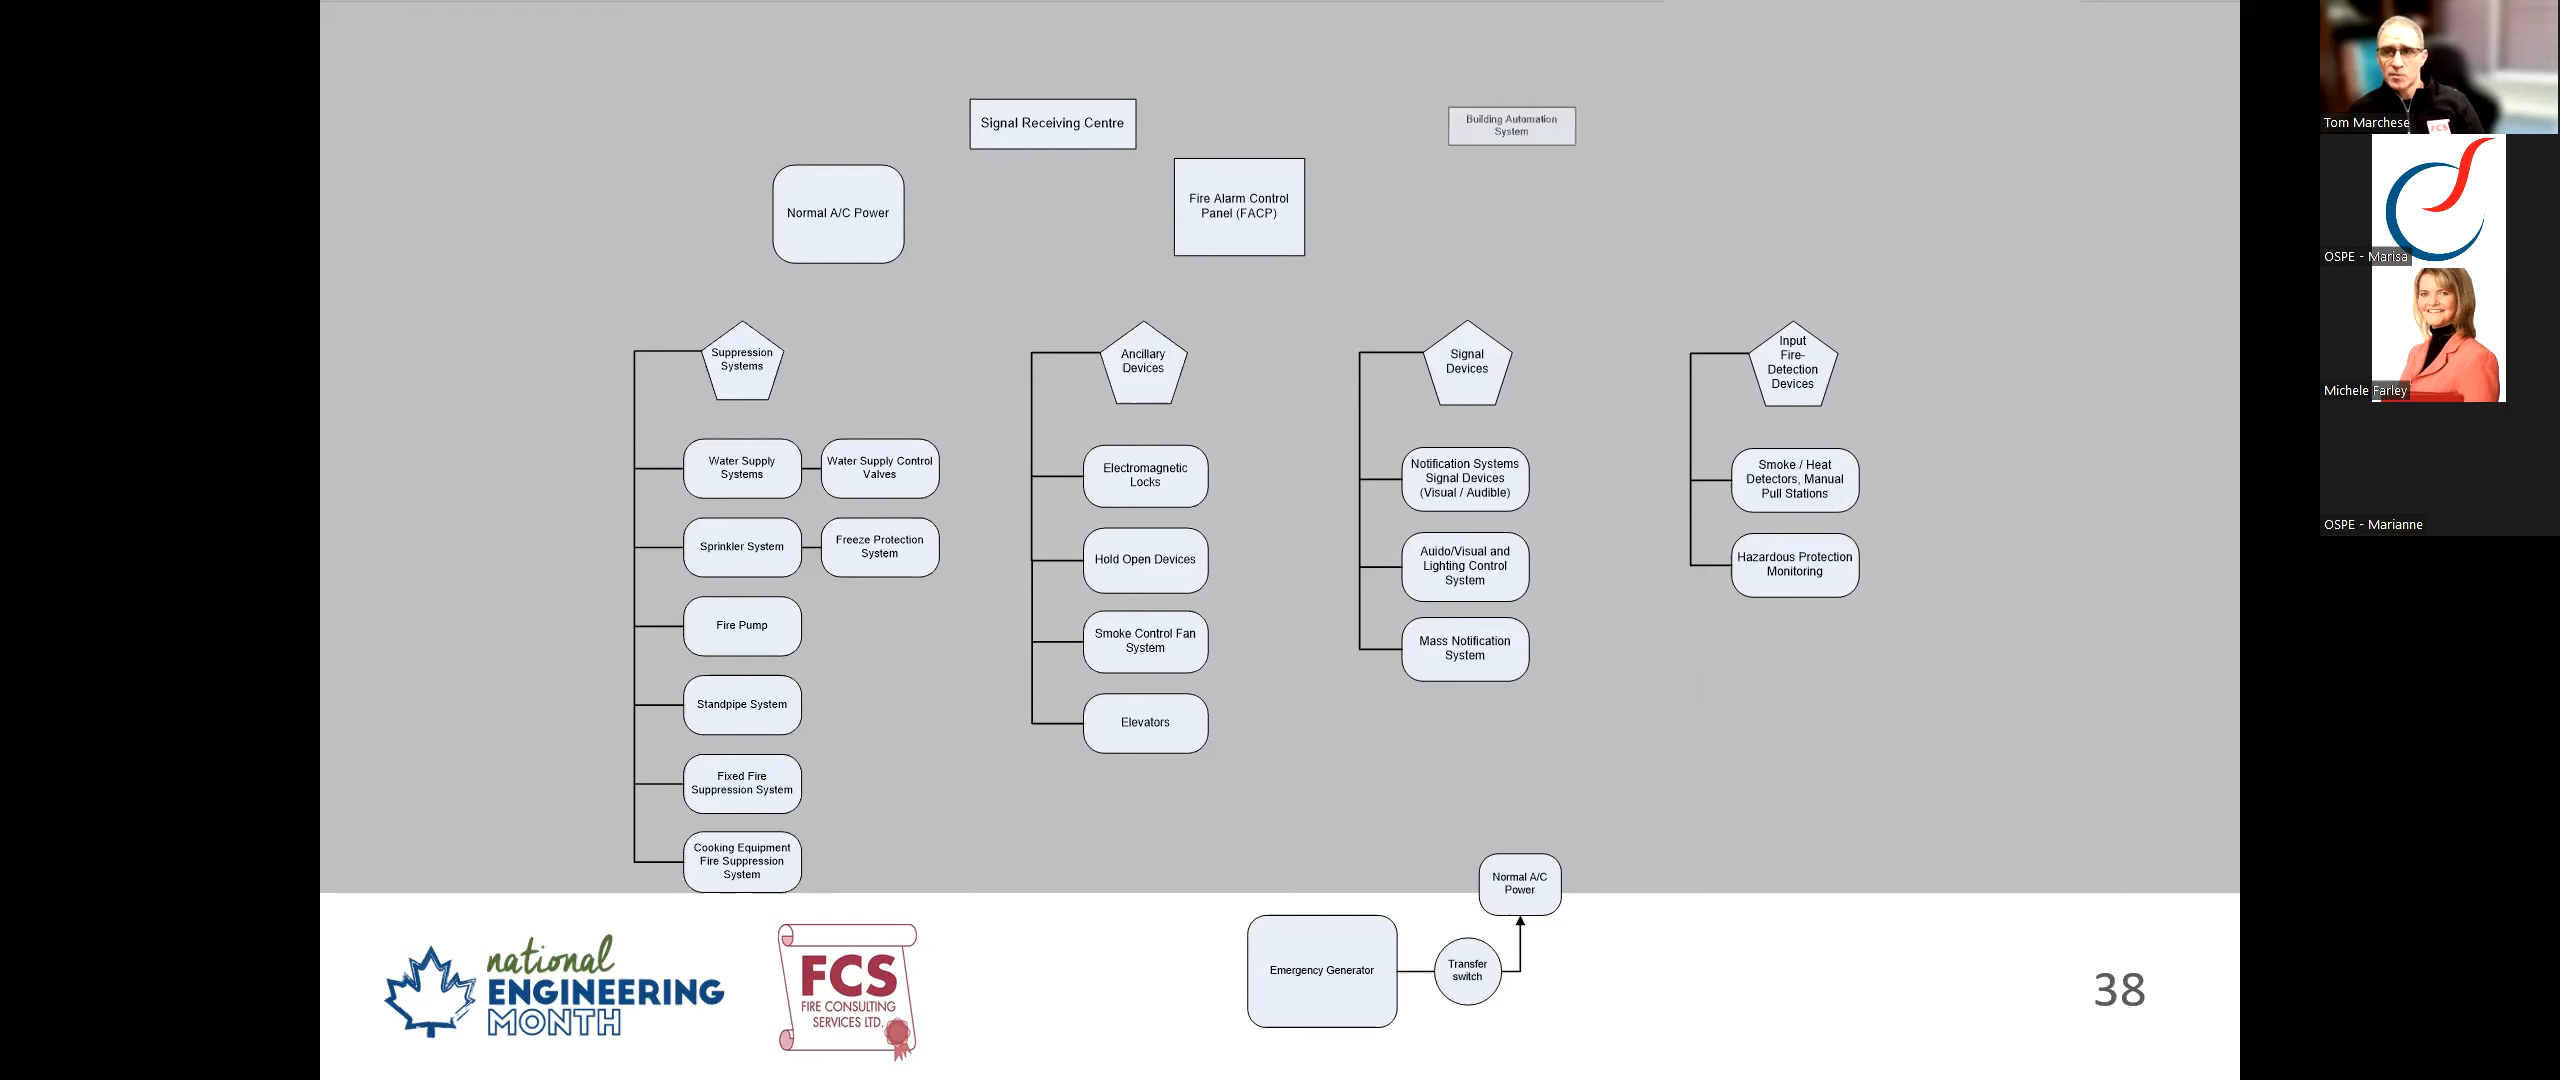 Signal Receiving Centre
Building Automation
System
Normal A/C Power
Fire Alarm Control
Panel (FACP)
Suppression
Systems
Water Supply
Systems
Water Supply Control
Valves
Sprinkler System
Freeze Protection
System
Fire Pump
Standpipe System
Fixed Fire
Suppression System
Cooking Equipment
Fire Suppression
System
Ancillary
Devices
Electromagnetic
Locks
Hold Open Devices
Smoke Control Fan
System
Elevators
Signal
Devices
Notification Systems
Signal Devices
(Visual / Audible)
Auido/Visual and
Lighting Control
System
Mass Notification
System
Input
Fire-
Detection
Devices
Smoke / Heat
Detectors, Manual
Pull Stations
Hazardous Protection
Monitoring
Normal A/C
Power
Emergency Generator
Transfer
switch
national
ENGINEERING
MONTH
FCS
FIRE CONSULTING
SERVICES LTD.
38
FCS
Tom Marchese
OSPE - Marisa
Michele Farley
OSPE - Marianne